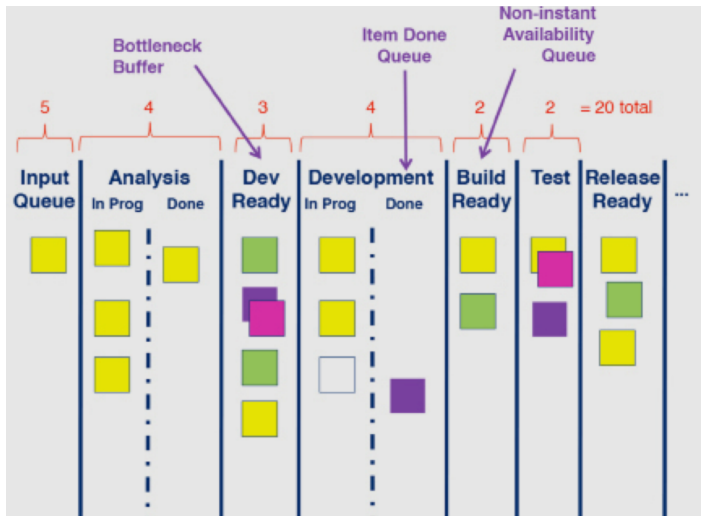 Bottleneck
Buffer
Item Done
Queue
Non-instant
Availability
Queue
5 4 3 4 2 2 = 20 total
Input
Queue
Analysis
In Prog Done
Dev
Ready
Development
In Prog Done
Build
Ready
Test
Release
Ready
...